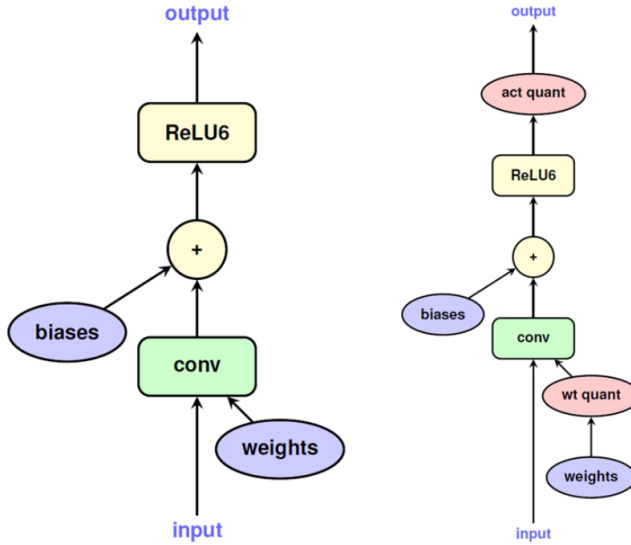 output
ReLU6
+
biases
conv
weights
input
output
act quant
ReLU6
+
biases
conv
wt quant
weights
input